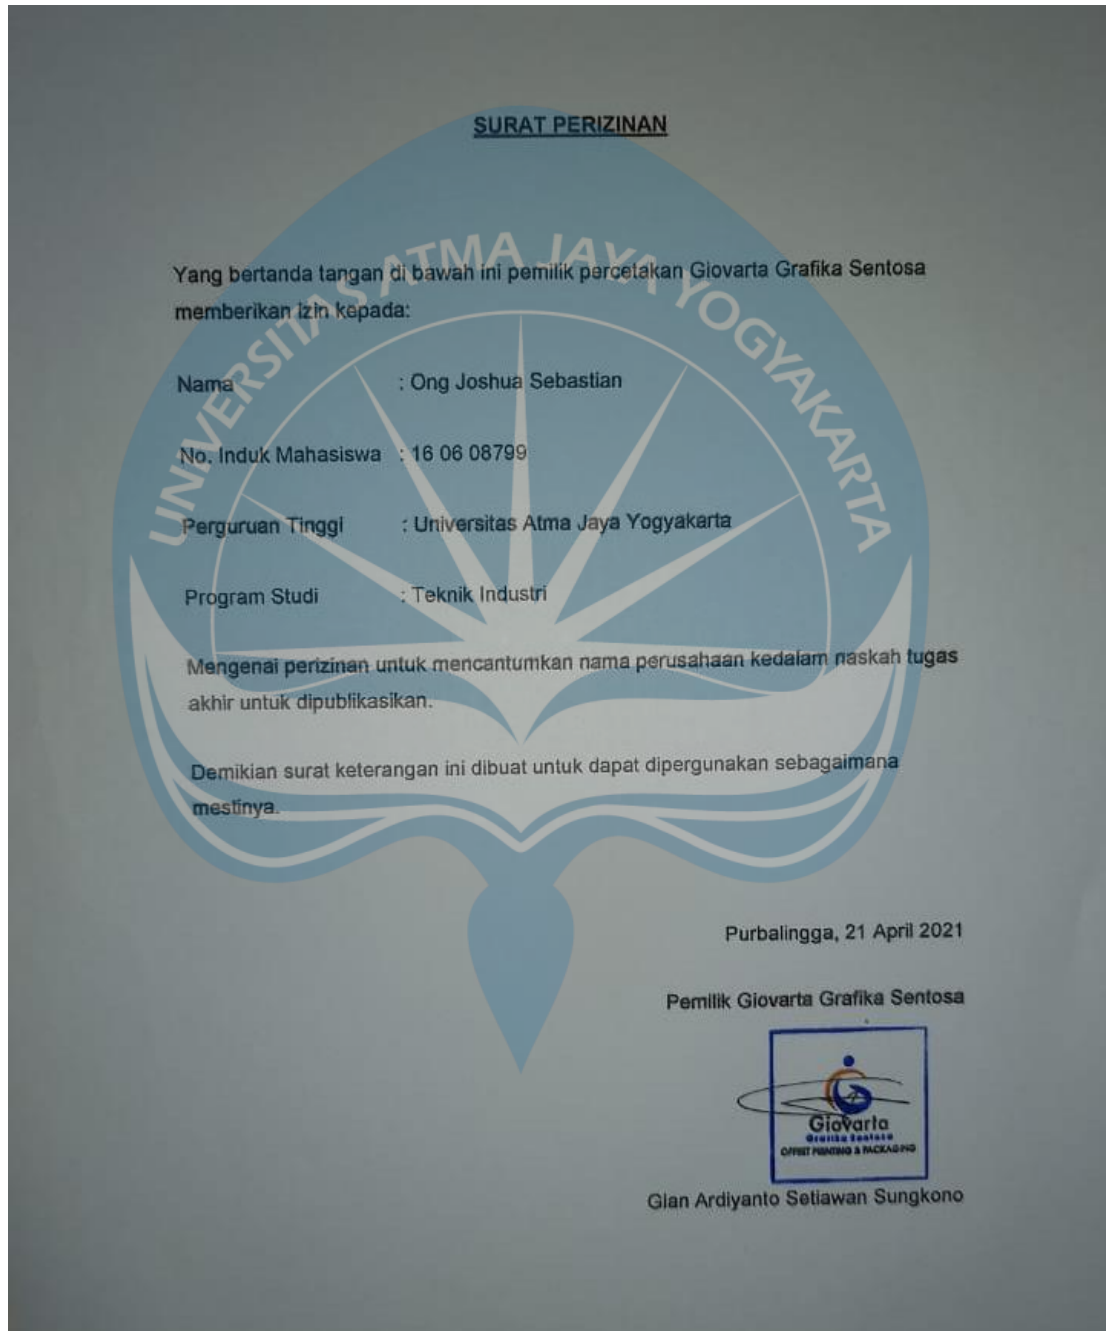 SURAT PERIZINAN
UNIVERSITAS ATMA JAYA YOGYAKARTA
Yang bertanda tangan di bawah ini pemilik percetakan Giovarta Grafika Sentosa
memberikan izin kepada:
Nama : Ong Joshua Sebastian
No. Induk Mahasiswa : 16 06 08799
Perguruan Tinggi : Universitas Atma Jaya Yogyakarta
Program Studi : Teknik Industri
Mengenai perizinan untuk mencantumkan nama perusahaan kedalam naskah tugas
akhir untuk dipublikasikan.
Demikian surat keterangan ini dibuat untuk dapat dipergunakan sebagaimana
mestinya.
Purbalingga, 21 April 2021
Pemilik Giovarta Grafika Sentosa
Giovarta
Grafika Sentosa
OFFSET PRINTING & PACKAGING
Gian Ardiyanto Setiawan Sungkono